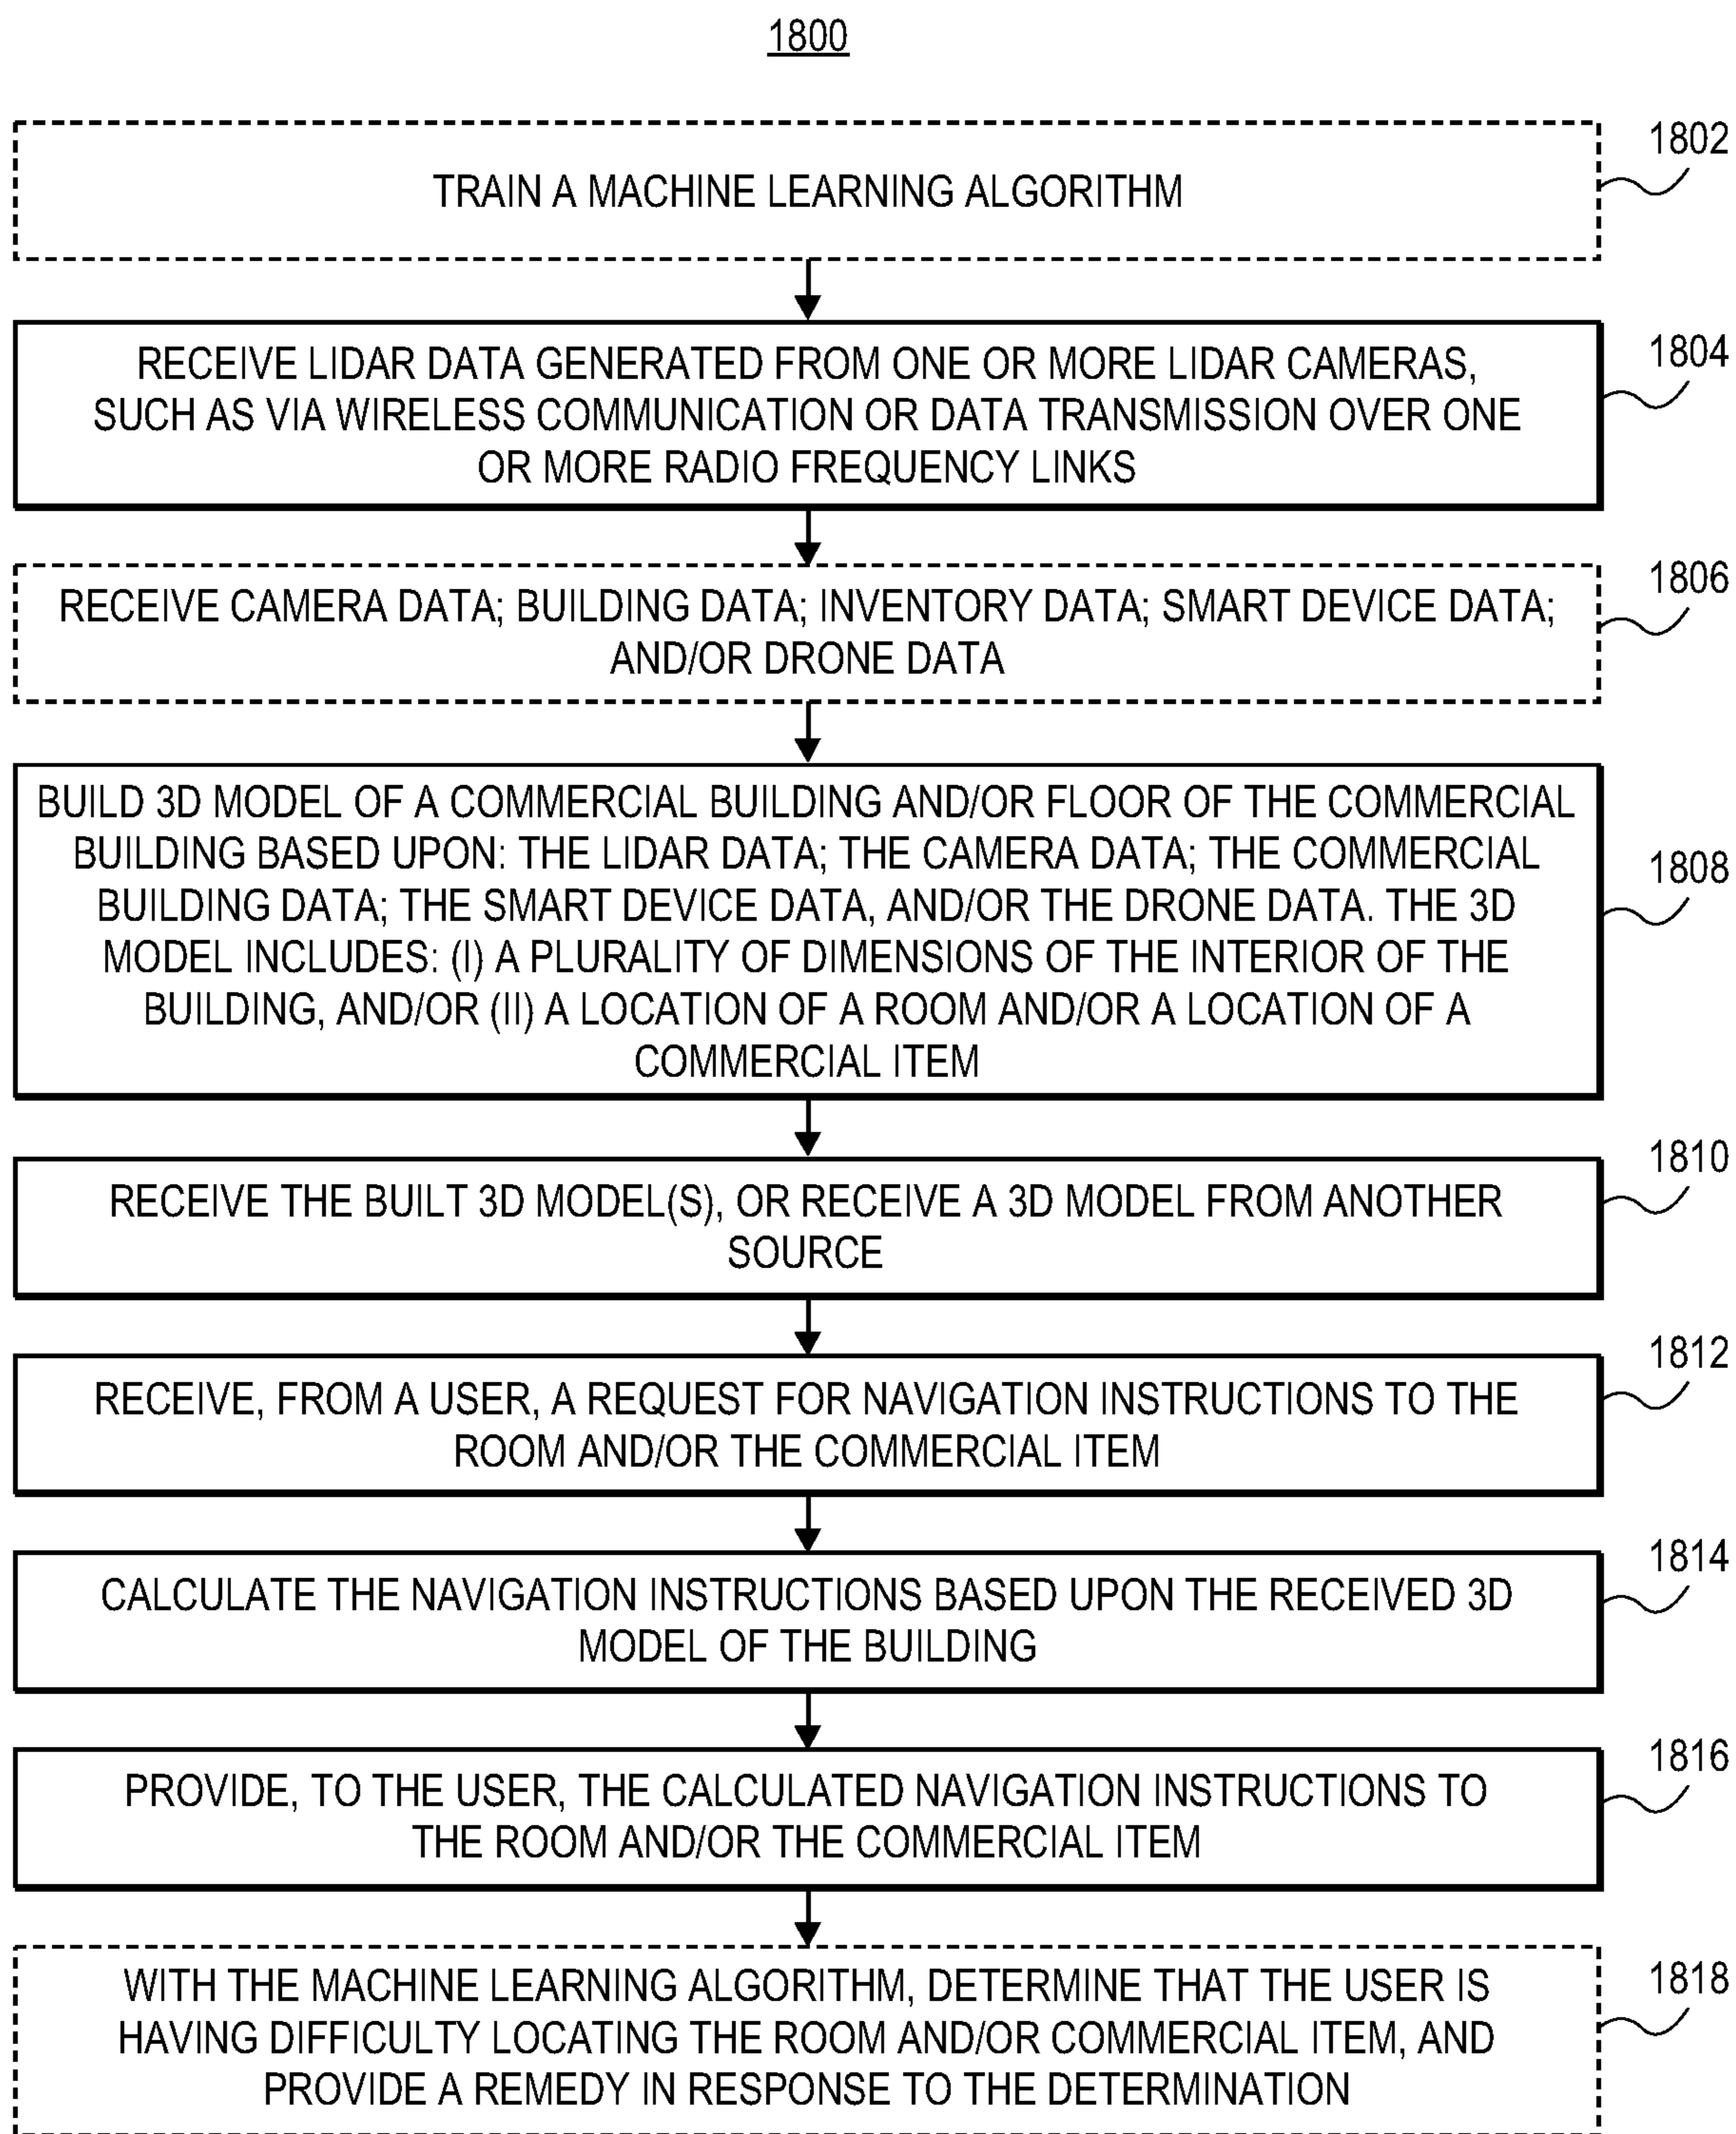 1800
TRAIN A MACHINE LEARNING ALGORITHM
1802
RECEIVE LIDAR DATA GENERATED FROM ONE OR MORE LIDAR CAMERAS,
SUCH AS VIA WIRELESS COMMUNICATION OR DATA TRANSMISSION OVER ONE
OR MORE RADIO FREQUENCY LINKS
1804
RECEIVE CAMERA DATA; BUILDING DATA; INVENTORY DATA; SMART DEVICE DATA;
AND/OR DRONE DATA
1806
BUILD 3D MODEL OF A COMMERCIAL BUILDING AND/OR FLOOR OF THE COMMERCIAL
BUILDING BASED UPON: THE LIDAR DATA; THE CAMERA DATA; THE COMMERCIAL
BUILDING DATA; THE SMART DEVICE DATA, AND/OR THE DRONE DATA. THE 3D
MODEL INCLUDES: (I) A PLURALITY OF DIMENSIONS OF THE INTERIOR OF THE
BUILDING, AND/OR (II) A LOCATION OF A ROOM AND/OR A LOCATION OF A
COMMERCIAL ITEM
1808
RECEIVE THE BUILT 3D MODEL(S), OR RECEIVE A 3D MODEL FROM ANOTHER
SOURCE
1810
RECEIVE, FROM A USER, A REQUEST FOR NAVIGATION INSTRUCTIONS TO THE
ROOM AND/OR THE COMMERCIAL ITEM
1812
CALCULATE THE NAVIGATION INSTRUCTIONS BASED UPON THE RECEIVED 3D
MODEL OF THE BUILDING
1814
PROVIDE, TO THE USER, THE CALCULATED NAVIGATION INSTRUCTIONS TO
THE ROOM AND/OR THE COMMERCIAL ITEM
1816
WITH THE MACHINE LEARNING ALGORITHM, DETERMINE THAT THE USER IS
HAVING DIFFICULTY LOCATING THE ROOM AND/OR COMMERCIAL ITEM, AND
PROVIDE A REMEDY IN RESPONSE TO THE DETERMINATION
1818